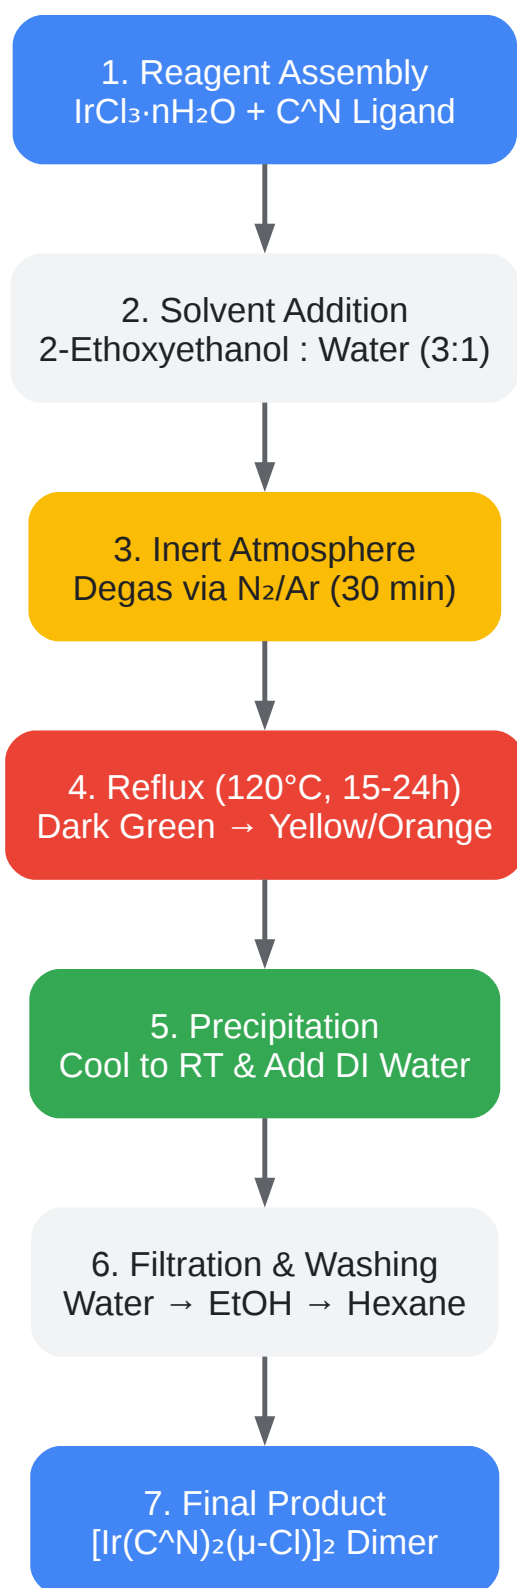 1. Reagent Assembly
IrCl₃·nH₂O + C^N Ligand
2. Solvent Addition
2-Ethoxyethanol : Water (3:1)
3. Inert Atmosphere
Degas via N₂/Ar (30 min)
4. Reflux (120°C, 15-24h)
Dark Green → Yellow/Orange
5. Precipitation
Cool to RT & Add DI Water
6. Filtration & Washing
Water → EtOH → Hexane
7. Final Product
[Ir(C^N)₂(μ-Cl)]₂ Dimer